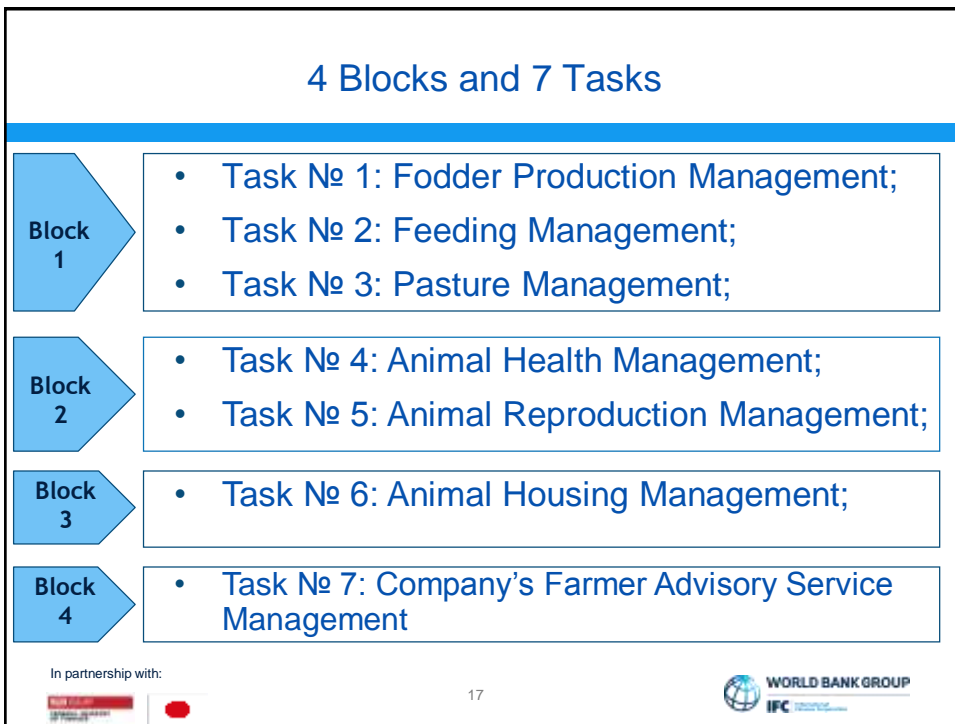 4 Blocks and 7 Tasks
Block
1
• Task № 1: Fodder Production Management;
• Task № 2: Feeding Management;
• Task № 3: Pasture Management;
Block
2
• Task № 4: Animal Health Management;
• Task № 5: Animal Reproduction Management;
Block
3
• Task № 6: Animal Housing Management;
Block
4
• Task № 7: Company's Farmer Advisory Service
Management
In partnership with:
17
WORLD BANK GROUP
IFC